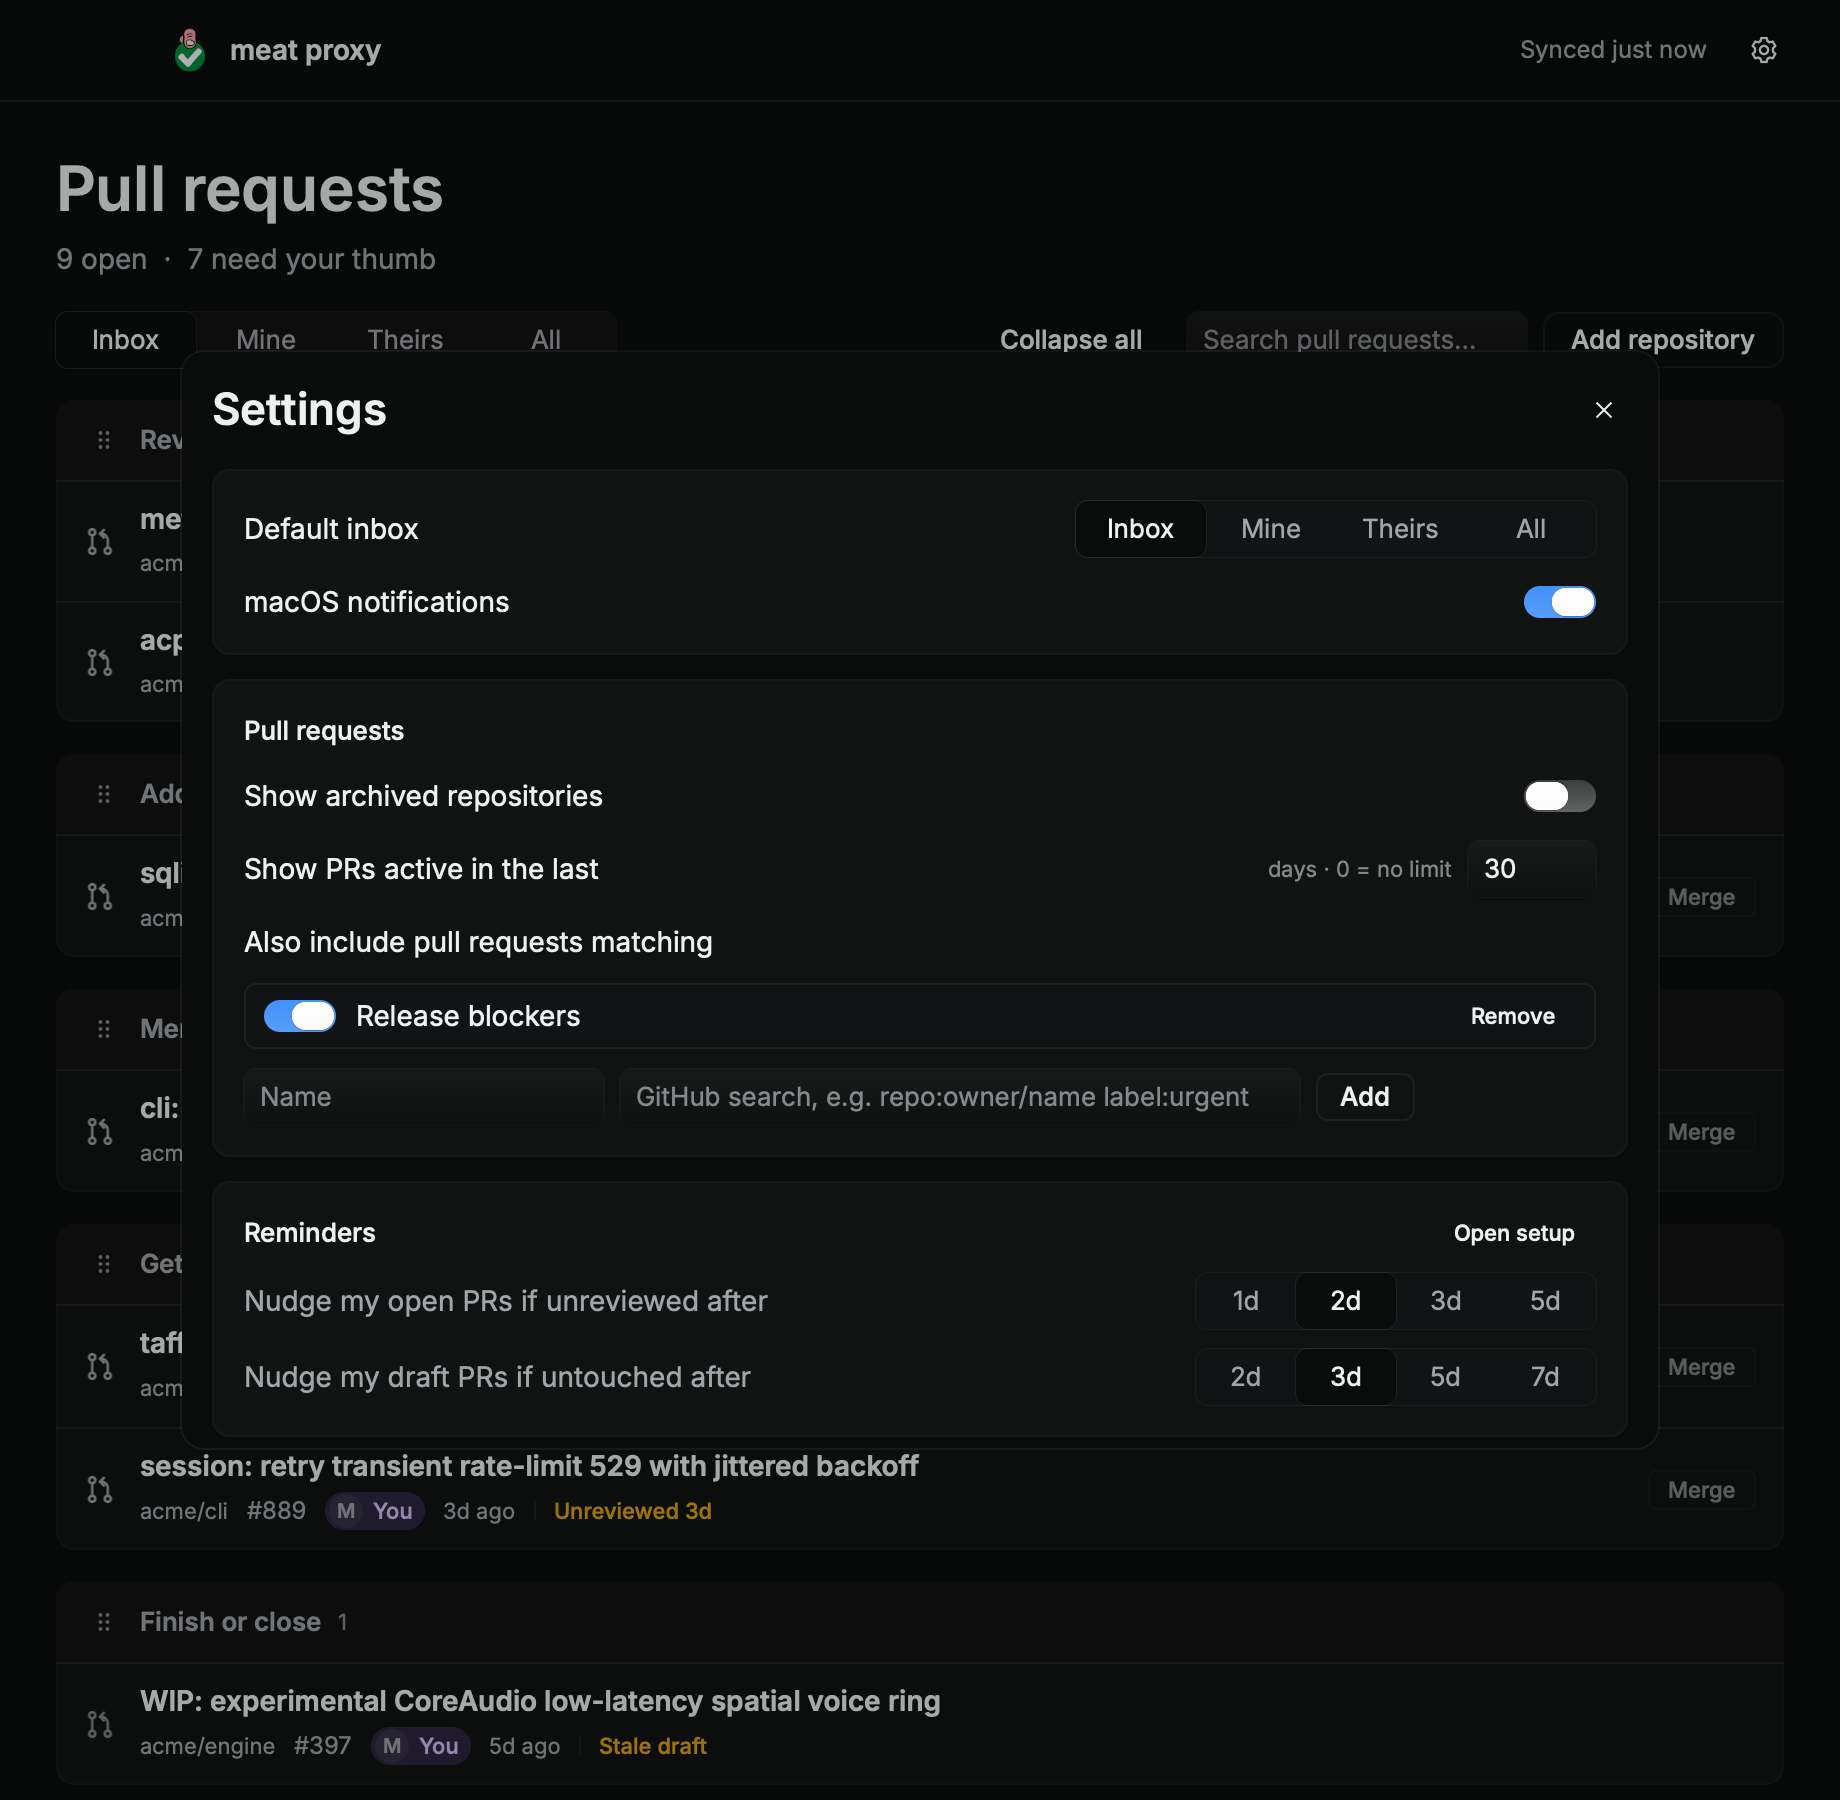 meat proxy
Synced just now
Pull requests
9 open · 7 need your thumb
Inbox Mine Theirs All
Collapse all
Search pull requests...
Add repository
Settings
Default inbox
Inbox Mine Theirs All
macOS notifications
Pull requests
Show archived repositories
Show PRs active in the last
days · 0 = no limit 30
Also include pull requests matching
Release blockers
Remove
Name
GitHub search, e.g. repo:owner/name label:urgent
Add
Merge
Merge
Reminders
Open setup
Nudge my open PRs if unreviewed after
1d 2d 3d 5d
Nudge my draft PRs if untouched after
2d 3d 5d 7d
Merge
session: retry transient rate-limit 529 with jittered backoff
acme/cli #889 M You 3d ago Unreviewed 3d
Merge
Finish or close 1
WIP: experimental CoreAudio low-latency spatial voice ring
acme/engine #397 M You 5d ago Stale draft